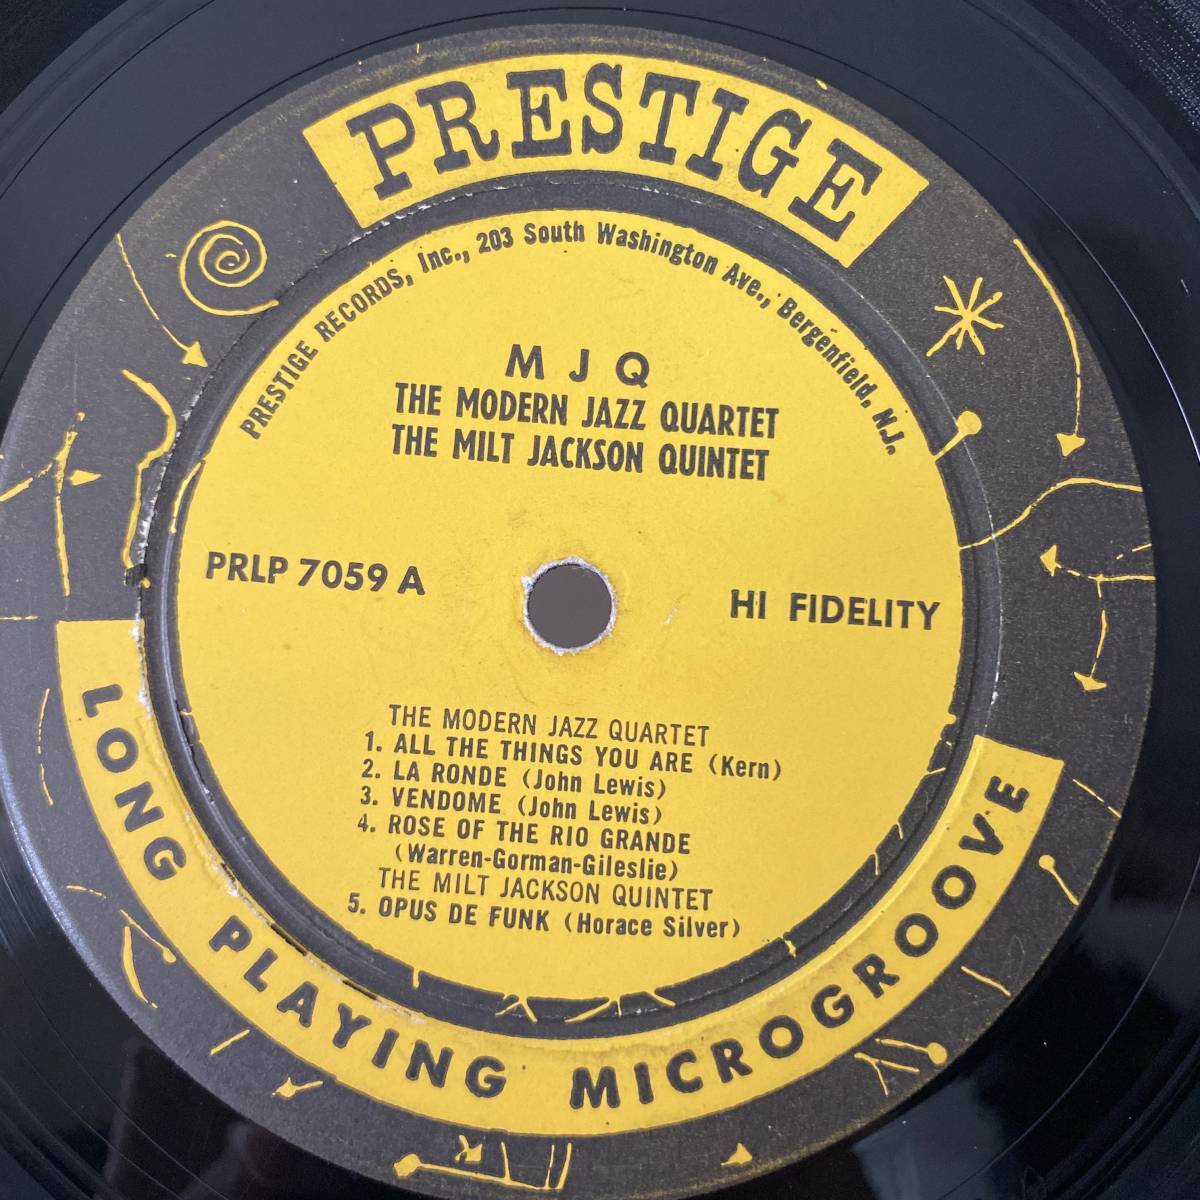 PRESTIGE
PRESTIGE RECORDS, Inc., 203 South Washington Ave., Bergenfield, N.J.
M J Q
THE MODERN JAZZ QUARTET
THE MILT JACKSON QUINTET
PRLP 7059 A
HI FIDELITY
THE MODERN JAZZ QUARTET
1. ALL THE THINGS YOU ARE (Kern)
2. LA RONDE (John Lewis)
3. VENDOME (John Lewis)
4. ROSE OF THE RIO GRANDE
(Warren-Gorman-Gileslie)
THE MILT JACKSON QUINTET
5. OPUS DE FUNK (Horace Silver)
LONG PLAYING MICROGROOVE